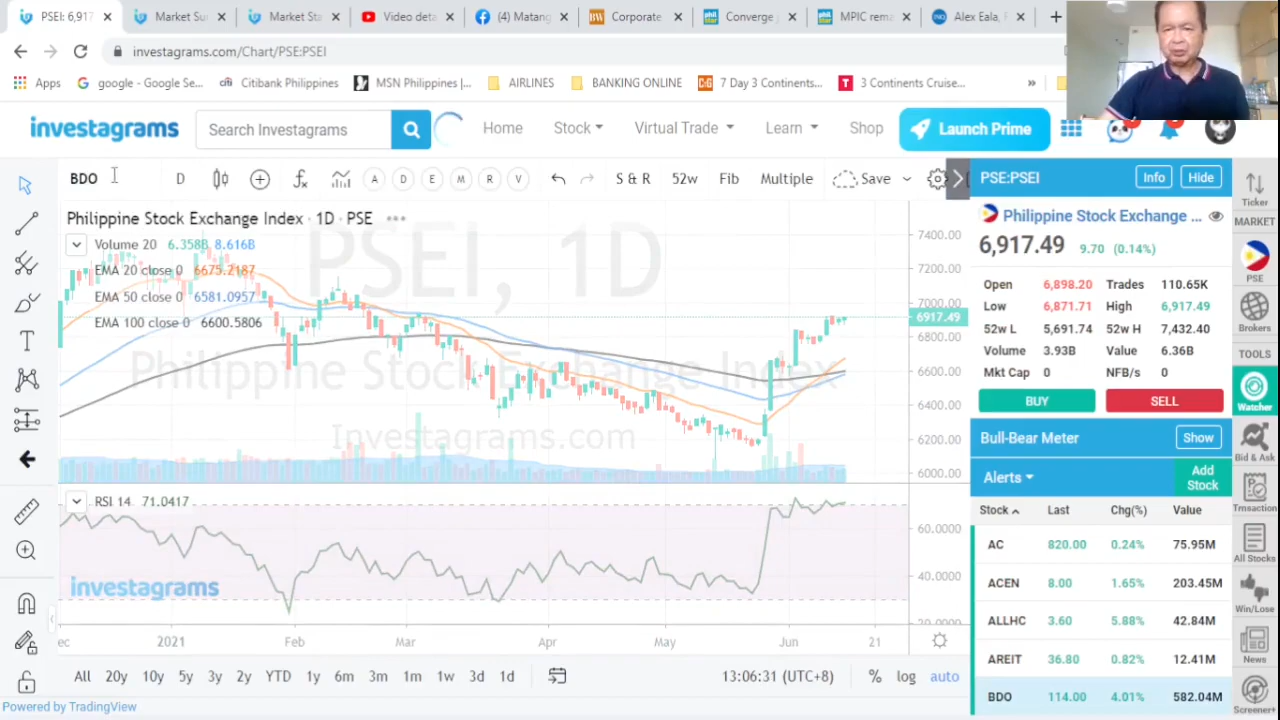 PSEI: 6,917
Market Su
Market Sta
Video deta
(4) Matang
Corporate
Converge
MPIC rema
Alex Eala,
investagrams.com/Chart/PSE:PSEI
Apps
google - Google Se...
Citibank Philippines
MSN Philippines |...
AIRLINES
BANKING ONLINE
7 Day 3 Continents...
3 Continents Cruise...
»
investagrams
Search Investagrams
Home
Stock
Virtual Trade
Learn
Shop
Launch Prime
BDO
D
A
D
E
M
R
V
S & R
52w
Fib
Multiple
Save
PSE:PSEI
Info
Hide
Ticker
MARKET
PSE
Brokers
TOOLS
Watcher
Bid & Ask
Trnsaction
All Stocks
Win/Lose
News
Screener+
Philippine Stock Exchange Index · 1D · PSE
Volume 20 6.358B 8.616B
EMA 20 close 0 6675.2187
EMA 50 close 0 6581.0957
EMA 100 close 0 6600.5806
PSEI, 1D
Philippine Stock Exchange Index
Investagrams.com
7400.00
7200.00
7000.00
6917.49
6800.00
6600.00
6400.00
6200.00
6000.00
RSI 14 71.0417
60.0000
40.0000
20.0000
investagrams
ec
2021
Feb
Mar
Apr
May
Jun
21
All 20y 10y 5y 3y 2y YTD 1y 6m 3m 1m 1w 3d 1d
13:06:31 (UTC+8)
% log auto
Powered by TradingView
Philippine Stock Exchange ...
6,917.49 9.70 (0.14%)
Open 6,898.20 Trades 110.65K
Low 6,871.71 High 6,917.49
52w L 5,691.74 52w H 7,432.40
Volume 3.93B Value 6.36B
Mkt Cap 0 NFB/s 0
BUY
SELL
Bull-Bear Meter
Show
Alerts
Add Stock
Stock Last Chg(%) Value
AC 820.00 0.24% 75.95M
ACEN 8.00 1.65% 203.45M
ALLHC 3.60 5.88% 42.84M
AREIT 36.80 0.82% 12.41M
BDO 114.00 4.01% 582.04M